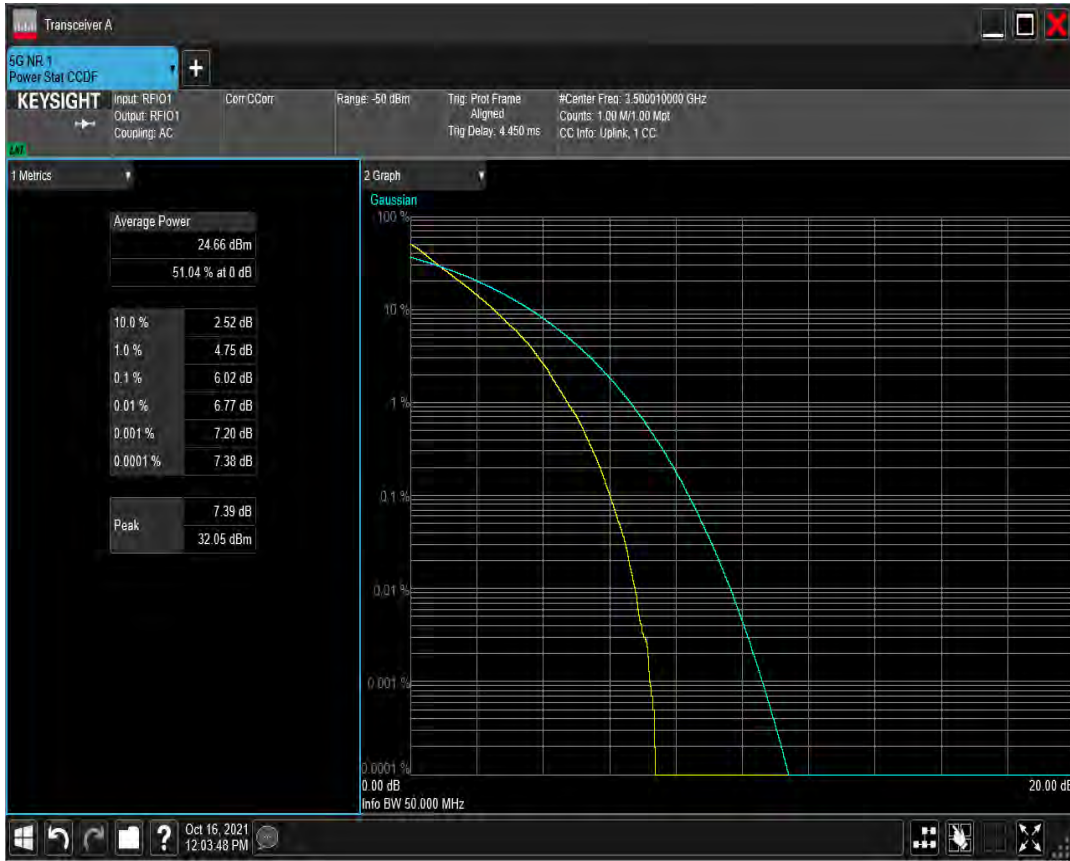 Transceiver A
5G NR 1
Power Stat CCDF
KEYSIGHT
Input: RFIO1
Output: RFIO1
Coupling: AC
Corr CCorr
Range: -50 dBm
Trig: Prot Frame
Aligned
Trig Delay: 4.450 ms
#Center Freq: 3.500010000 GHz
Counts: 1.00 M/1.00 Mpt
CC Info: Uplink, 1 CC
LNI
1 Metrics
Average Power
24.66 dBm
51.04 % at 0 dB
10.0 % 2.52 dB
1.0 % 4.75 dB
0.1 % 6.02 dB
0.01 % 6.77 dB
0.001 % 7.20 dB
0.0001 % 7.38 dB
Peak
7.39 dB
32.05 dBm
2 Graph
Gaussian
100 %
10 %
1 %
0.1 %
0.01 %
0.001 %
0.0001 %
0.00 dB
20.00 dB
Info BW 50.000 MHz
Oct 16, 2021
12:03:48 PM